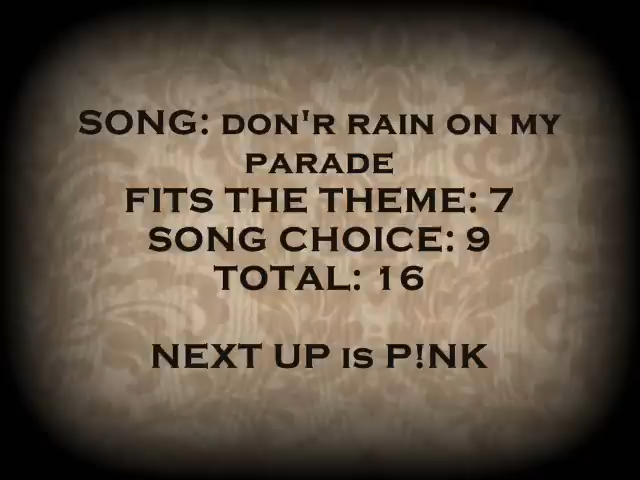 SONG: DON'R RAIN ON MY
PARADE
FITS THE THEME: 7
SONG CHOICE: 9
TOTAL: 16
NEXT UP IS P!NK